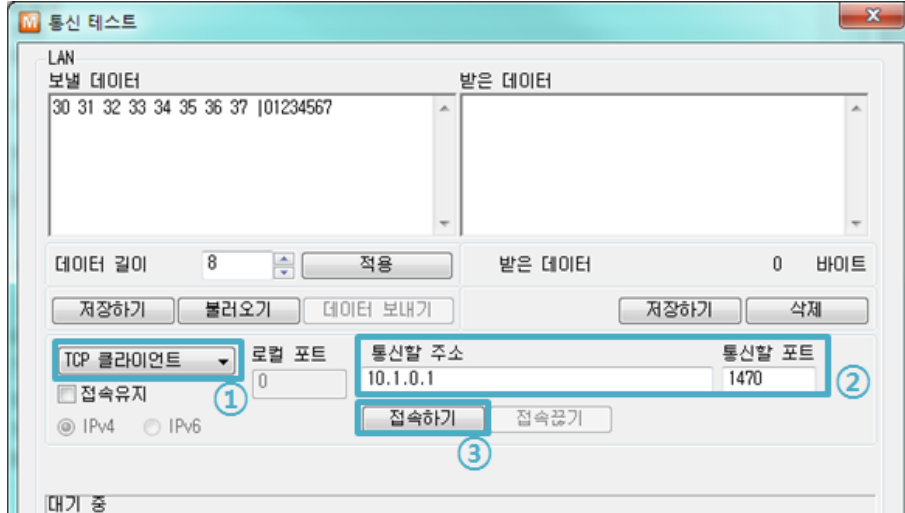 M 통신 테스트
LAN
보낼 데이터 받은 데이터
30 31 32 33 34 35 36 37 |01234567
데이터 길이 8 적용 받은 데이터 0 바이트
저장하기 불러오기 데이터 보내기 저장하기 삭제
TCP 클라이언트 로컬 포트 통신할 주소 통신할 포트
0 10.1.0.1 1470
① ②
접속유지
접속하기 접속끊기
IPv4 IPv6
③
대기 중